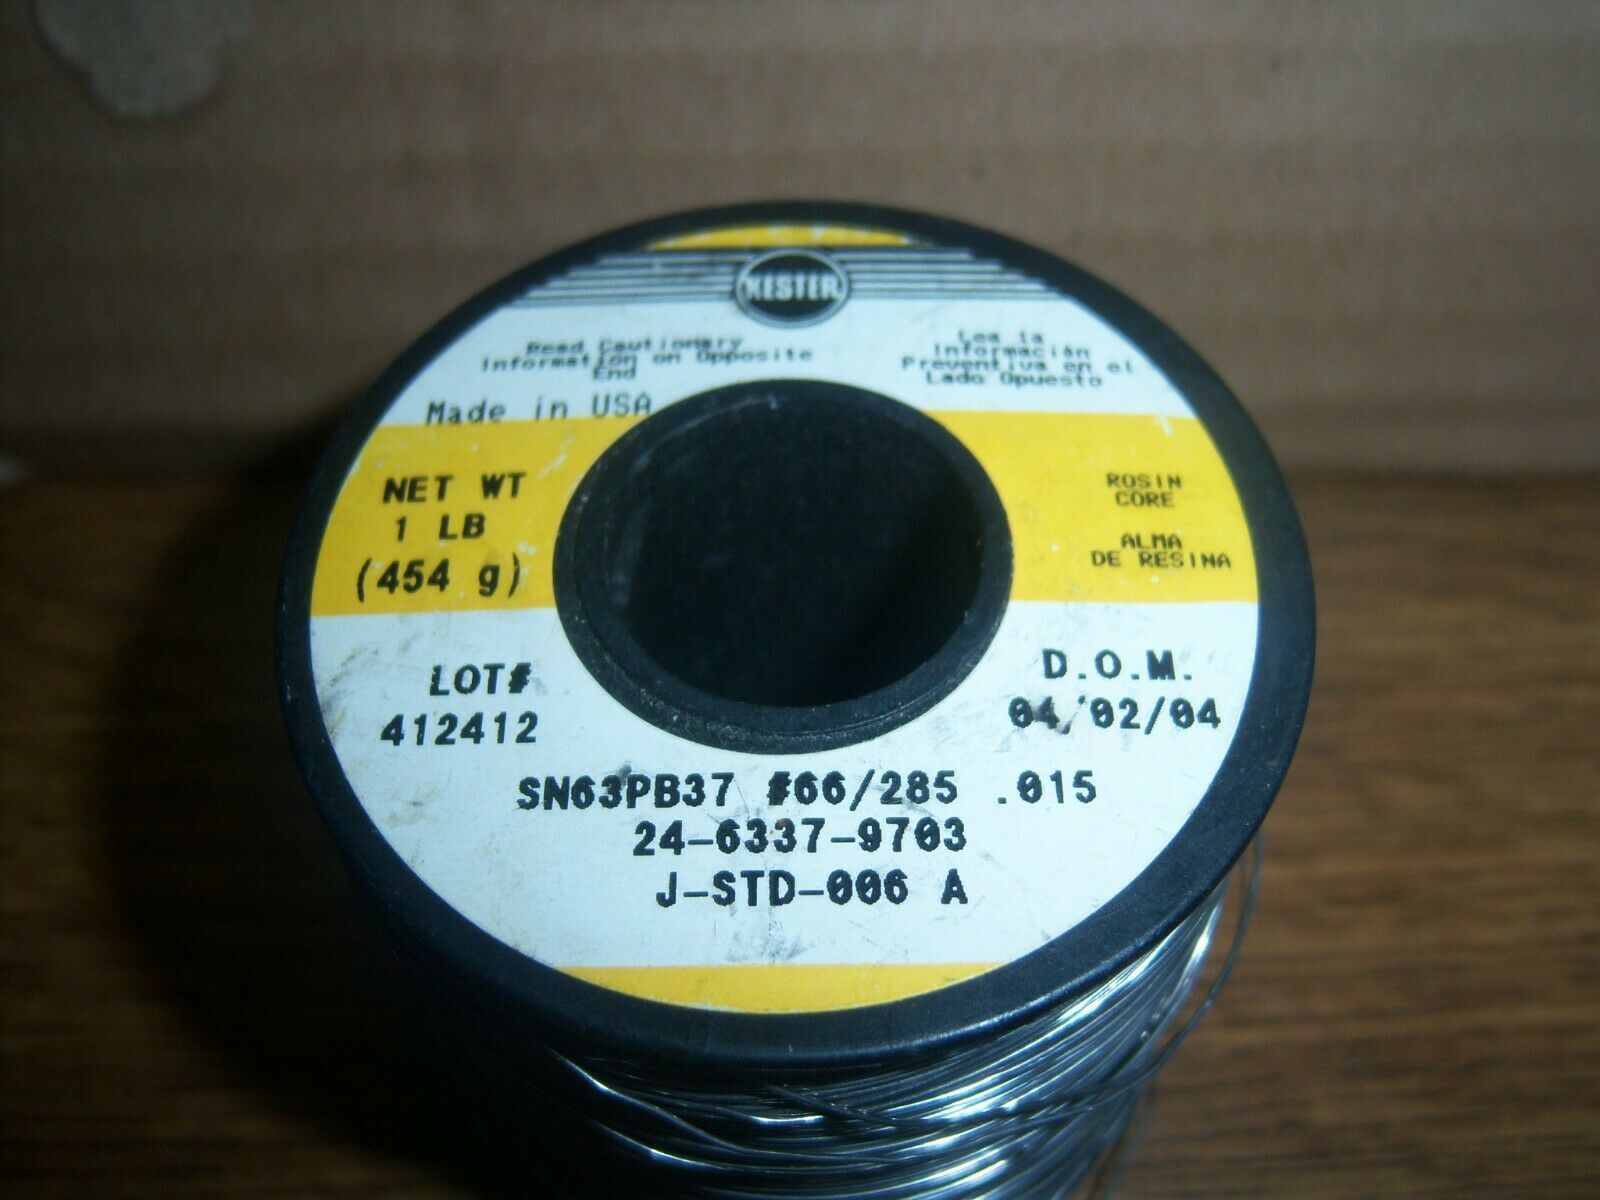 KESTER
Read Cautionary
Information on Opposite
End
Lea la
Información
Preventiva en el
Lado Opuesto
Made in USA
NET WT
1 LB
(454 g)
ROSIN
CORE
ALMA
DE RESINA
LOT#
412412
D.O.M.
04/02/04
SN63PB37 #66/285 .015
24-6337-9703
J-STD-006 A